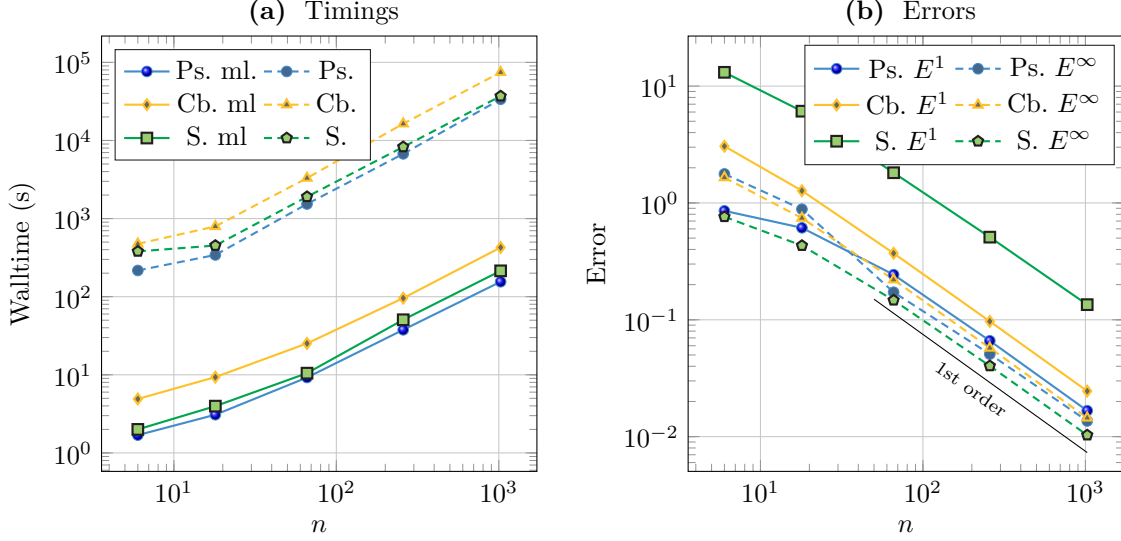 (a) Timings
10^5
10^4
10^3
10^2
10^1
10^0
Walltime (s)
Ps. ml. Ps.
Cb. ml Cb.
S. ml S.
10^1 10^2 10^3
n
(b) Errors
10^1
10^0
10^{-1}
10^{-2}
Error
Ps. E^1 Ps. E^∞
Cb. E^1 Cb. E^∞
S. E^1 S. E^∞
1st order
10^1 10^2 10^3
n